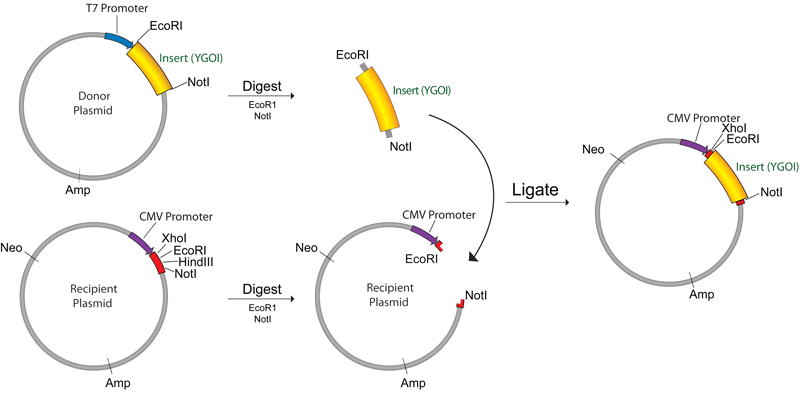 T7 Promoter
EcoRI
Insert (YGOI)
NotI
Donor
Plasmid
Amp
Digest
EcoR1
NotI
EcoRI
Insert (YGOI)
NotI
CMV Promoter
XhoI
EcoRI
HindIII
NotI
Neo
Recipient
Plasmid
Amp
Digest
EcoR1
NotI
CMV Promoter
Neo
EcoRI
NotI
Recipient
Plasmid
Amp
Ligate
CMV Promoter
XhoI
EcoRI
Neo
Insert (YGOI)
NotI
Amp